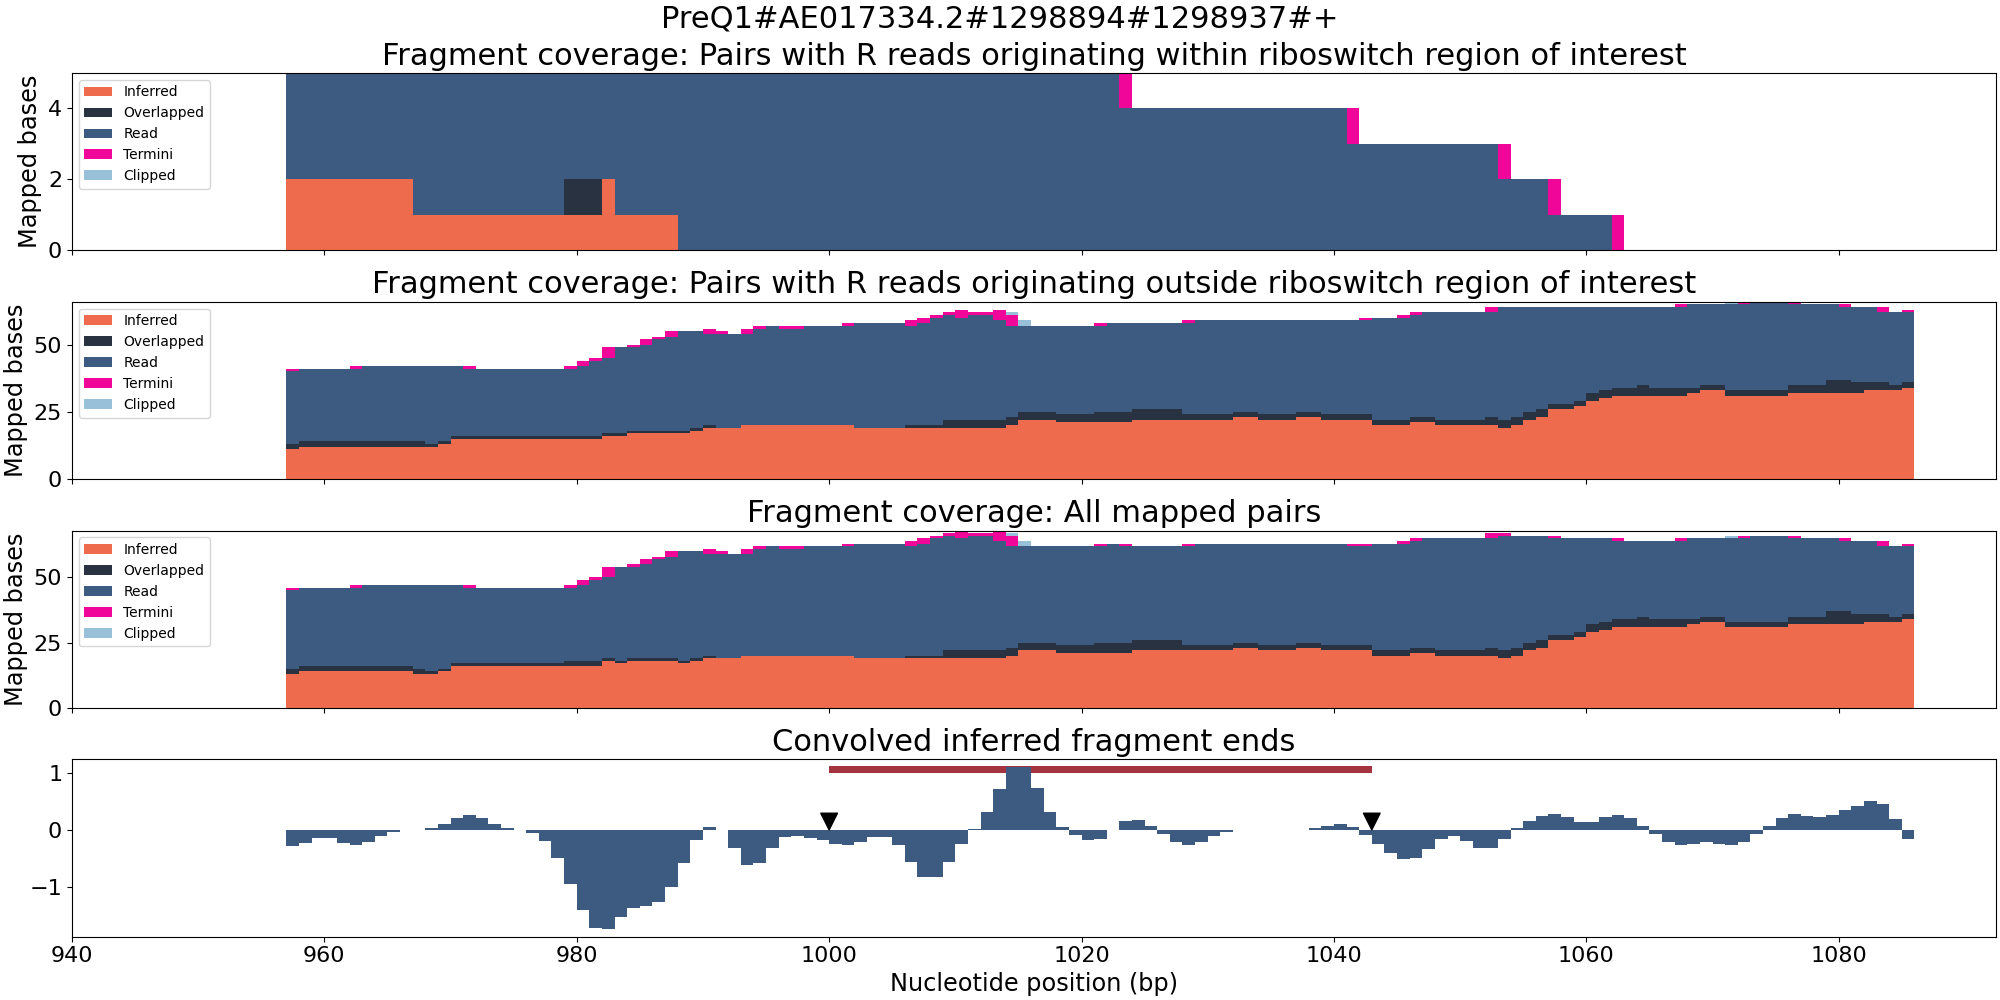 PreQ1#AE017334.2#1298894#1298937#+
Fragment coverage: Pairs with R reads originating within riboswitch region of interest
Mapped bases
4
2
0
Inferred
Overlapped
Read
Termini
Clipped
Fragment coverage: Pairs with R reads originating outside riboswitch region of interest
Mapped bases
50
25
0
Inferred
Overlapped
Read
Termini
Clipped
Fragment coverage: All mapped pairs
Mapped bases
50
25
0
Inferred
Overlapped
Read
Termini
Clipped
Convolved inferred fragment ends
1
0
−1
940 960 980 1000 1020 1040 1060 1080
Nucleotide position (bp)